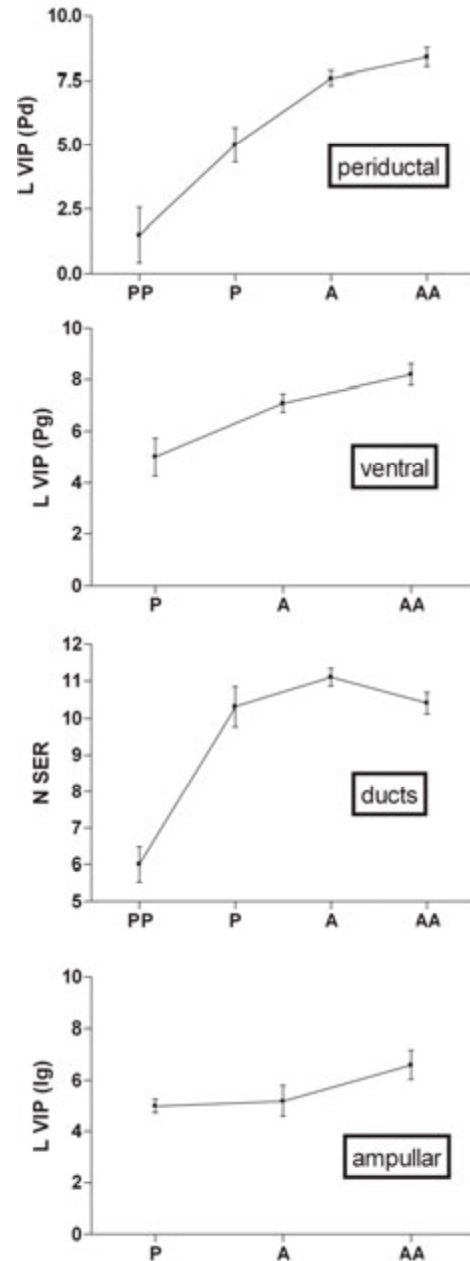 10.0
7.5
5.0
2.5
0.0
L VIP (Pd)
periductal
PP P A AA
10
8
6
4
2
0
L VIP (Pg)
ventral
P A AA
12
11
10
9
8
7
6
5
N SER
ducts
PP P A AA
10
8
6
4
2
0
L VIP (Ig)
ampullar
P A AA